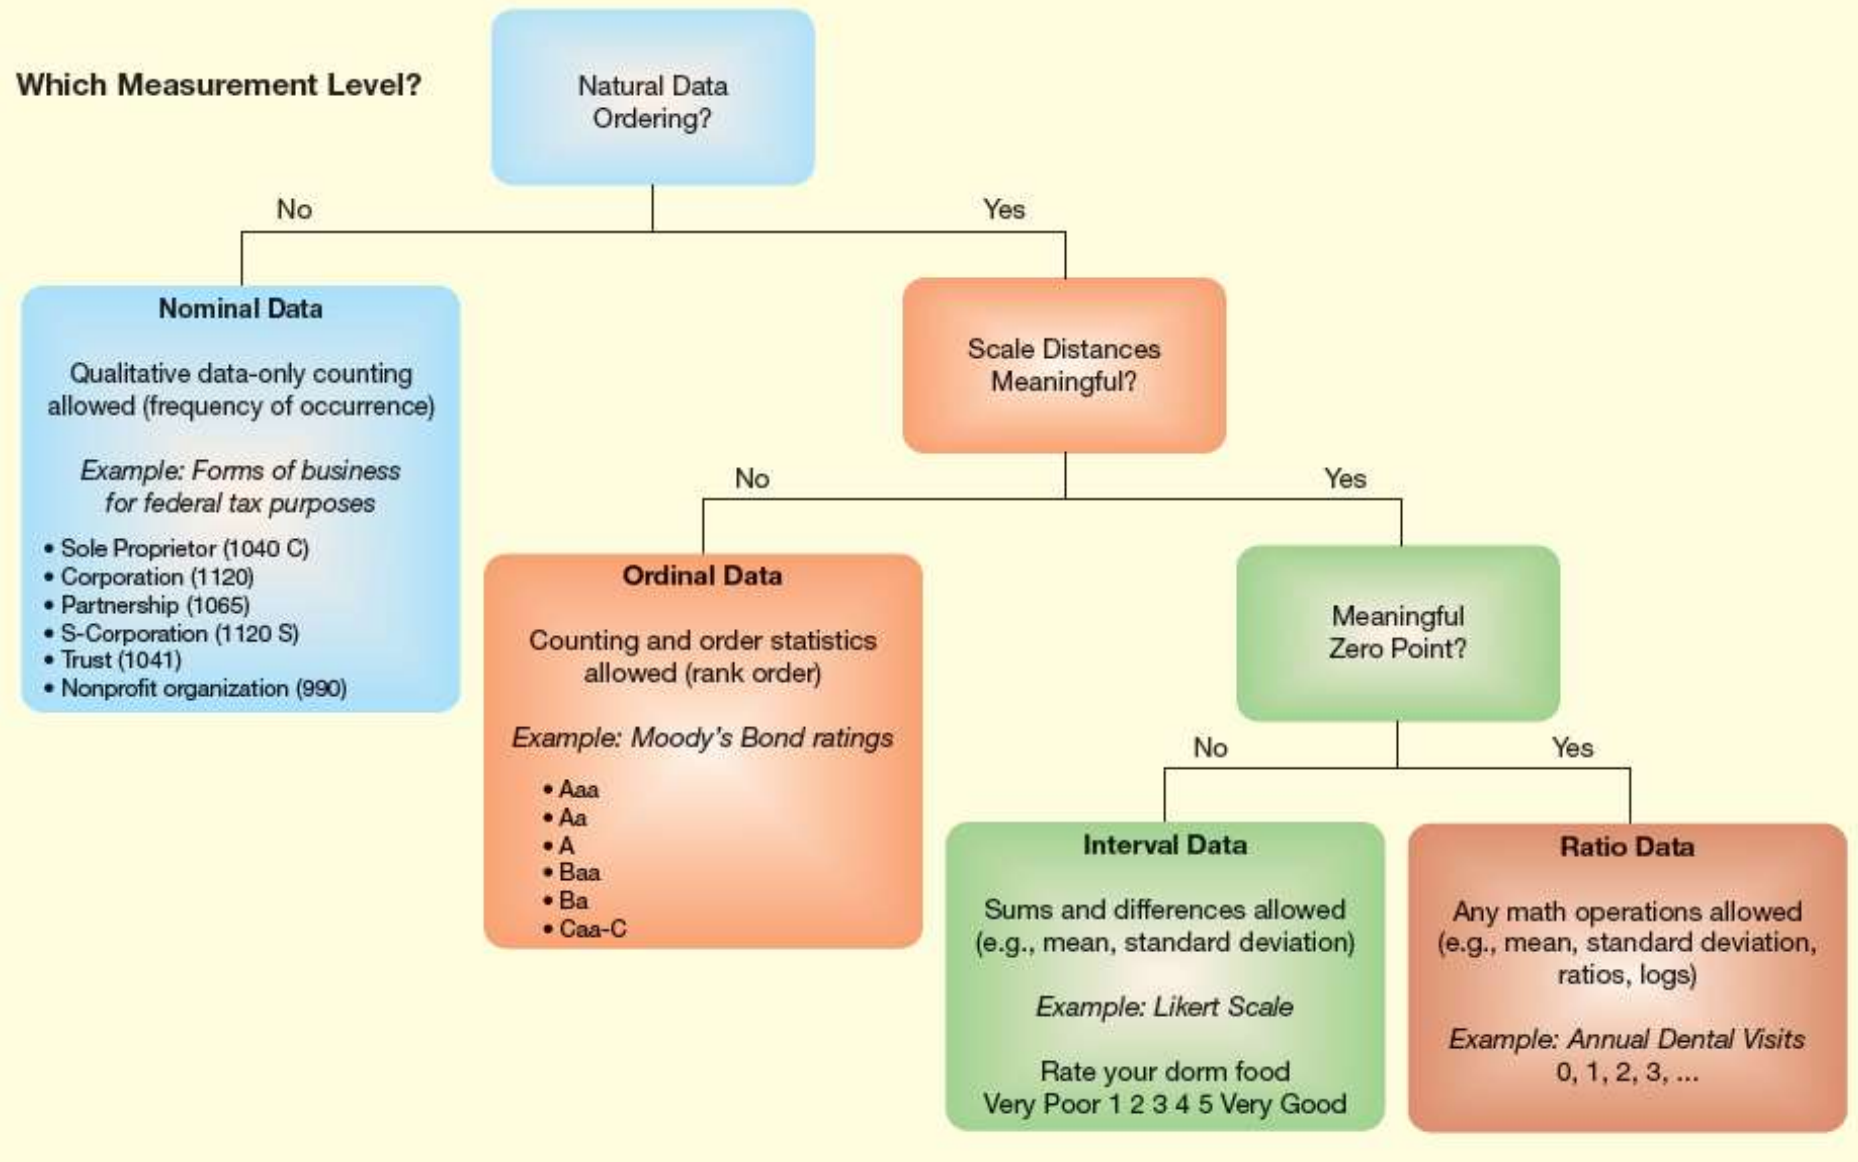 Which Measurement Level?
Natural Data
Ordering?
No
Yes
Nominal Data
Qualitative data-only counting
allowed (frequency of occurrence)
Example: Forms of business
for federal tax purposes
• Sole Proprietor (1040 C)
• Corporation (1120)
• Partnership (1065)
• S-Corporation (1120 S)
• Trust (1041)
• Nonprofit organization (990)
Scale Distances
Meaningful?
No
Yes
Ordinal Data
Counting and order statistics
allowed (rank order)
Example: Moody's Bond ratings
• Aaa
• Aa
• A
• Baa
• Ba
• Caa-C
Meaningful
Zero Point?
No
Yes
Interval Data
Sums and differences allowed
(e.g., mean, standard deviation)
Example: Likert Scale
Rate your dorm food
Very Poor 1 2 3 4 5 Very Good
Ratio Data
Any math operations allowed
(e.g., mean, standard deviation,
ratios, logs)
Example: Annual Dental Visits
0, 1, 2, 3, ...